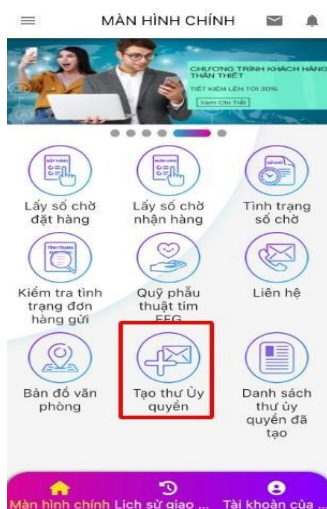 MÀN HÌNH CHÍNH
CHƯƠNG TRÌNH KHÁCH HÀNG
THÂN THIẾT
TIẾT KIỆM LÊN TỚI 30%
Xem Chi Tiết
Lấy số chờ
đặt hàng
Lấy số chờ
nhận hàng
Tình trạng
số chờ
Kiểm tra tình
trạng đơn
hàng gửi
Quỹ phẫu
thuật tim
EFG
Liên hệ
Bản đồ văn
phòng
Tạo thư Ủy
quyền
Danh sách
thư ủy
quyền đã
tạo
Màn hình chính
Lịch sử giao ...
Tài khoản của ...